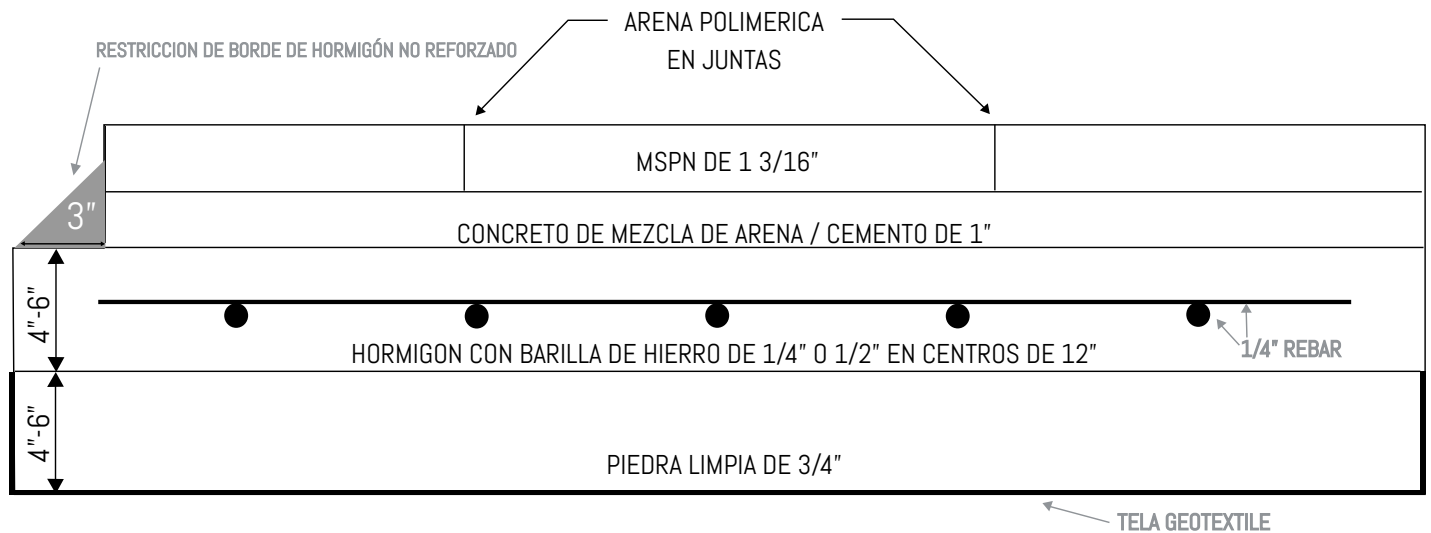 ARENA POLIMERICA
EN JUNTAS
RESTRICCION DE BORDE DE HORMIGÓN NO REFORZADO
MSPN DE 1 3/16"
3"
CONCRETO DE MEZCLA DE ARENA / CEMENTO DE 1"
4"-6"
HORMIGON CON BARILLA DE HIERRO DE 1/4" O 1/2" EN CENTROS DE 12"
1/4" REBAR
4"-6"
PIEDRA LIMPIA DE 3/4"
TELA GEOTEXTILE